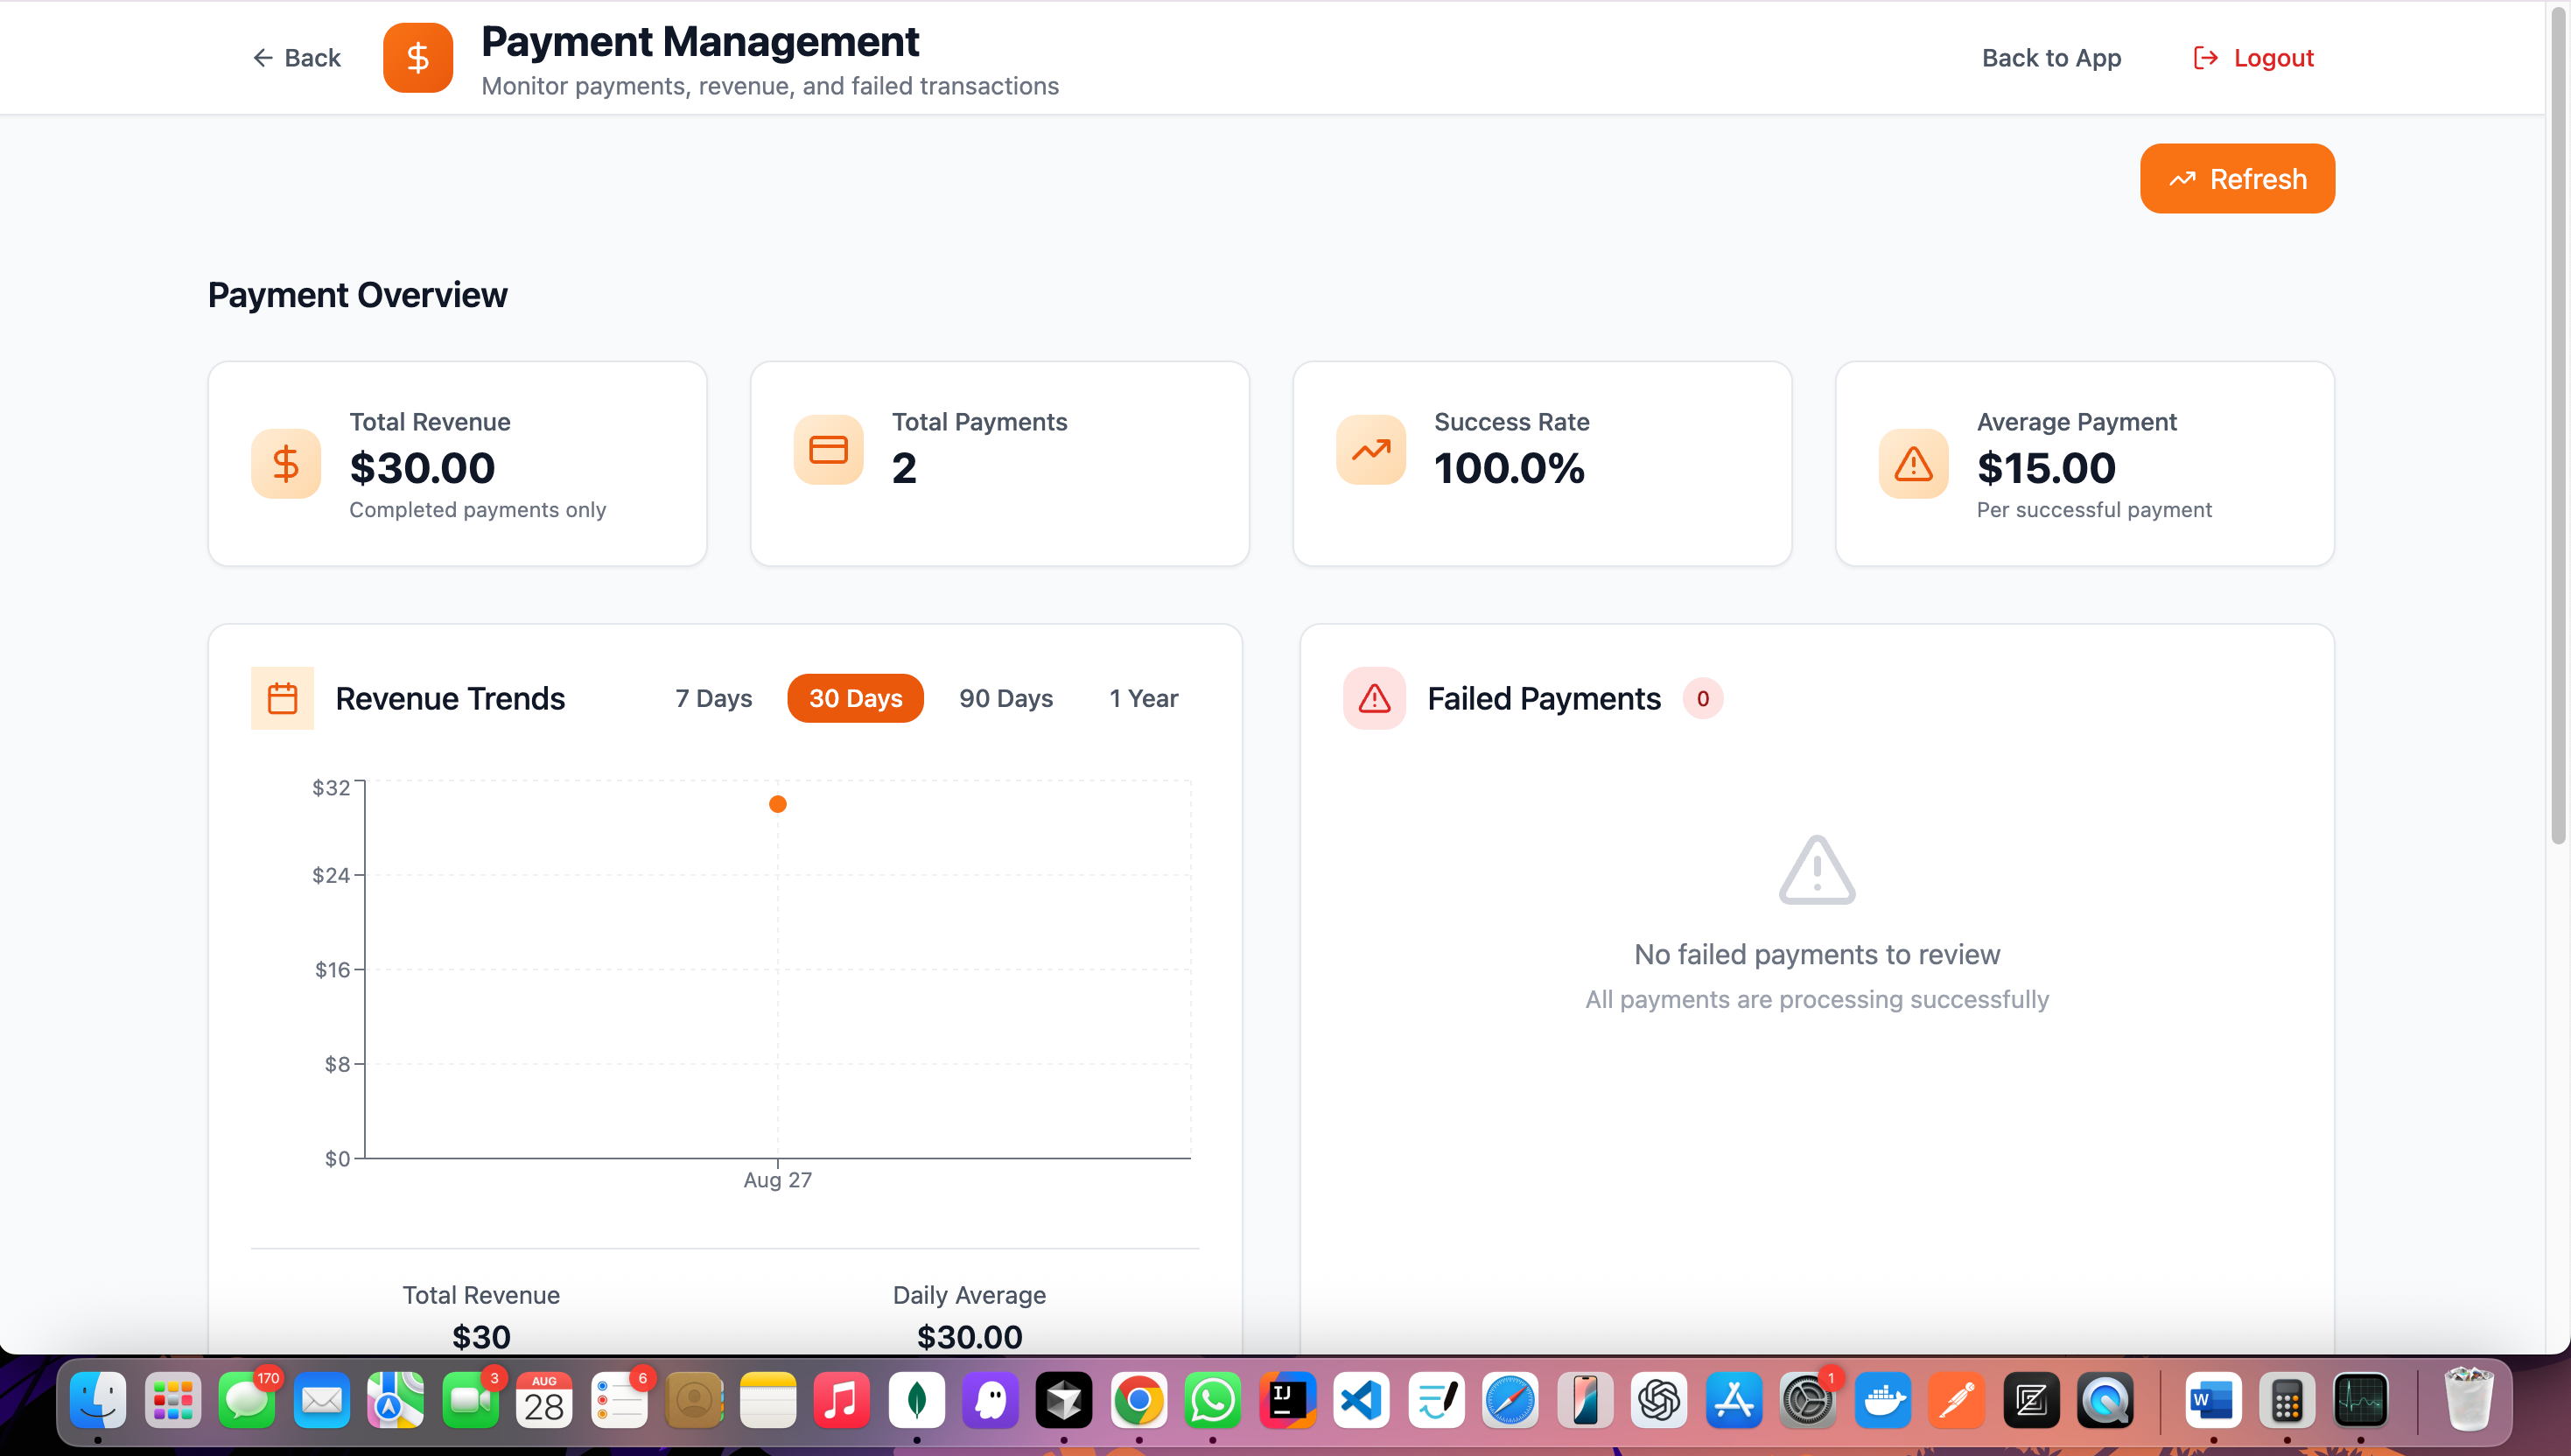 Back
Payment Management
Monitor payments, revenue, and failed transactions
Back to App
Logout
Refresh
Payment Overview
Total Revenue
$30.00
Completed payments only
Total Payments
2
Success Rate
100.0%
Average Payment
$15.00
Per successful payment
Revenue Trends
7 Days
30 Days
90 Days
1 Year
$32
$24
$16
$8
$0
Aug 27
Total Revenue
$30
Daily Average
$30.00
Failed Payments
0
No failed payments to review
All payments are processing successfully
170
3
AUG
28
6
IJ
1
W